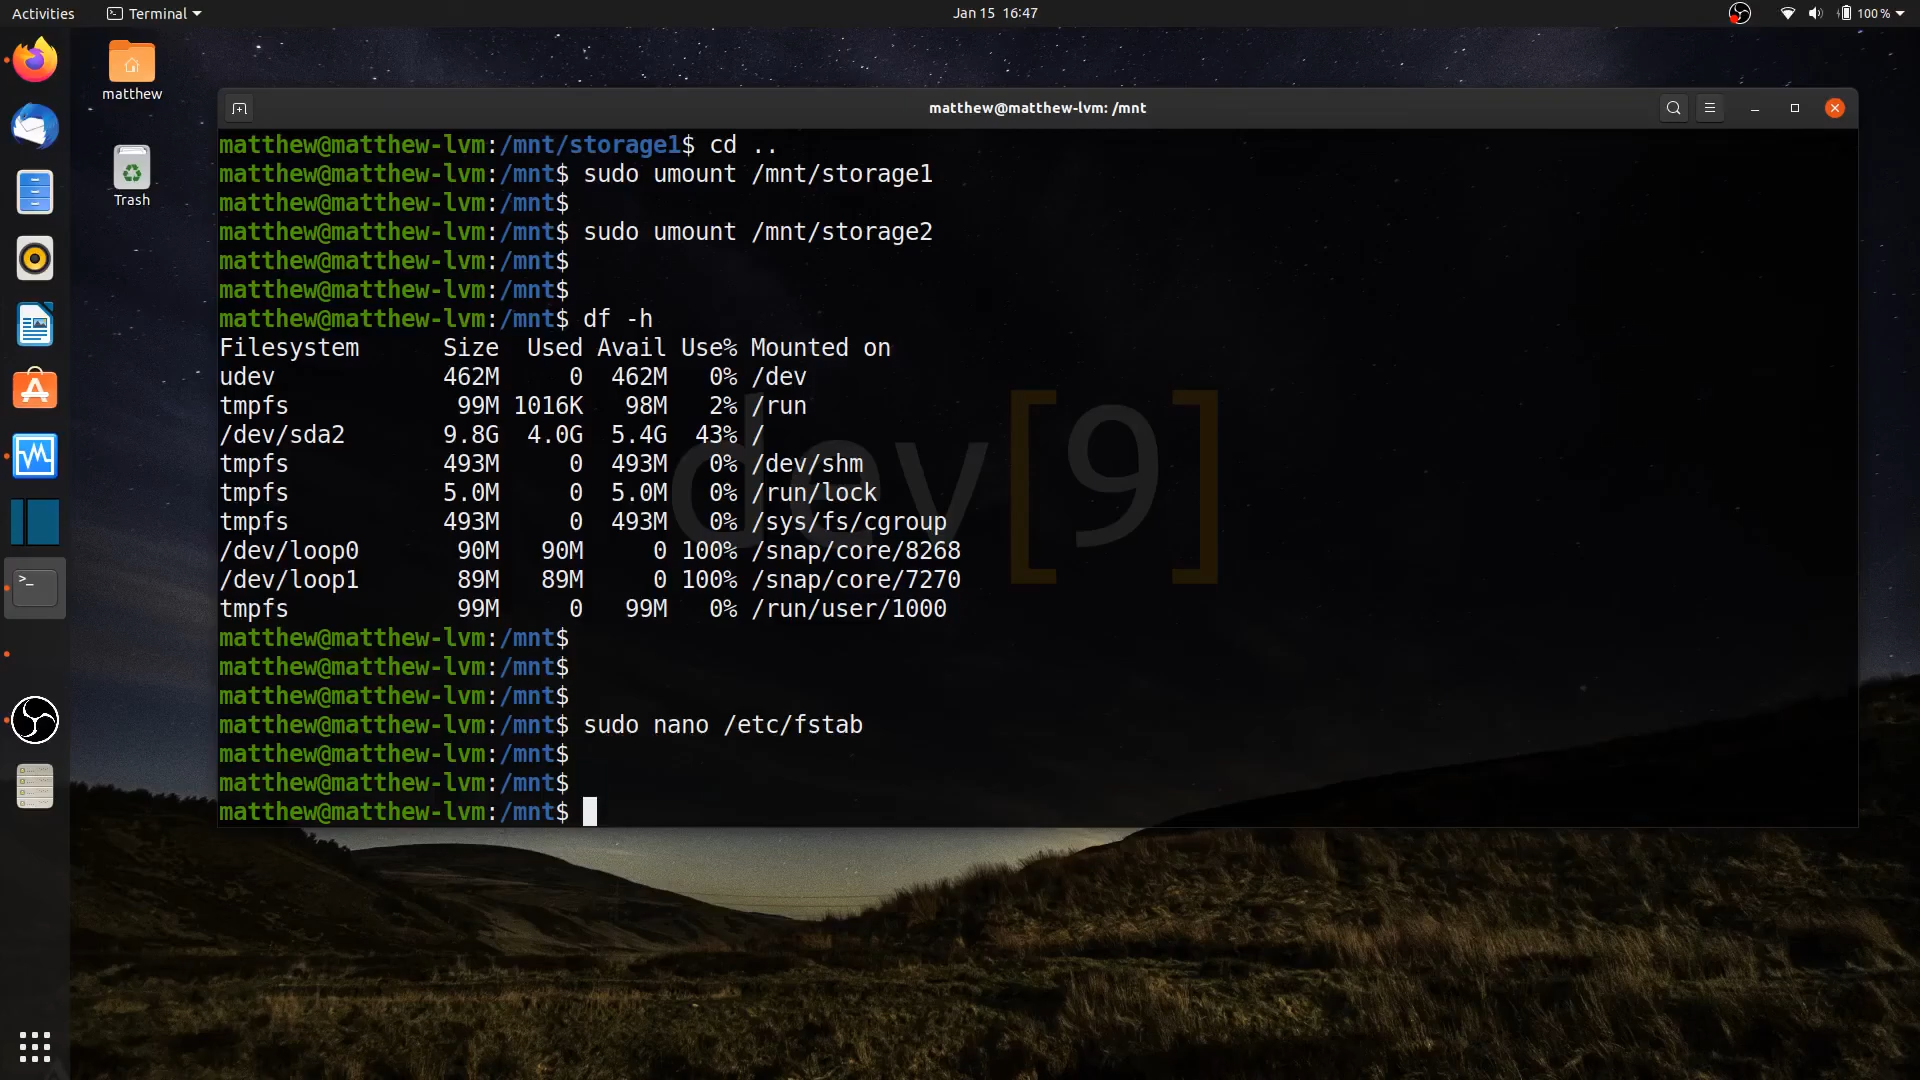 Activities Terminal Jan 15 16:47 100 %
matthew
Trash
matthew@matthew-lvm: /mnt
matthew@matthew-lvm:/mnt/storage1$ cd ..
matthew@matthew-lvm:/mnt$ sudo umount /mnt/storage1
matthew@matthew-lvm:/mnt$
matthew@matthew-lvm:/mnt$ sudo umount /mnt/storage2
matthew@matthew-lvm:/mnt$
matthew@matthew-lvm:/mnt$
matthew@matthew-lvm:/mnt$ df -h
Filesystem      Size  Used Avail Use% Mounted on
udev            462M     0  462M   0% /dev
tmpfs            99M 1016K   98M   2% /run
/dev/sda2       9.8G  4.0G  5.4G  43% /
tmpfs           493M     0  493M   0% /dev/shm
tmpfs           5.0M     0  5.0M   0% /run/lock
tmpfs           493M     0  493M   0% /sys/fs/cgroup
/dev/loop0       90M   90M     0 100% /snap/core/8268
/dev/loop1       89M   89M     0 100% /snap/core/7270
tmpfs            99M     0   99M   0% /run/user/1000
matthew@matthew-lvm:/mnt$
matthew@matthew-lvm:/mnt$
matthew@matthew-lvm:/mnt$
matthew@matthew-lvm:/mnt$ sudo nano /etc/fstab
matthew@matthew-lvm:/mnt$
matthew@matthew-lvm:/mnt$
matthew@matthew-lvm:/mnt$
dev[9]